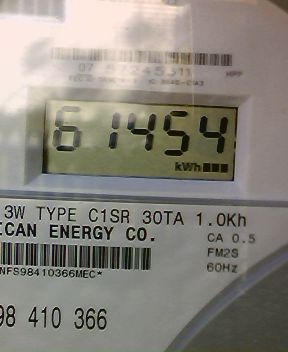 61454
kWh
3W TYPE C1SR 30TA 1.0Kh
ICAN ENERGY CO.
CA 0.5
FM2S
60Hz
NFS98410366MEC*
98 410 366